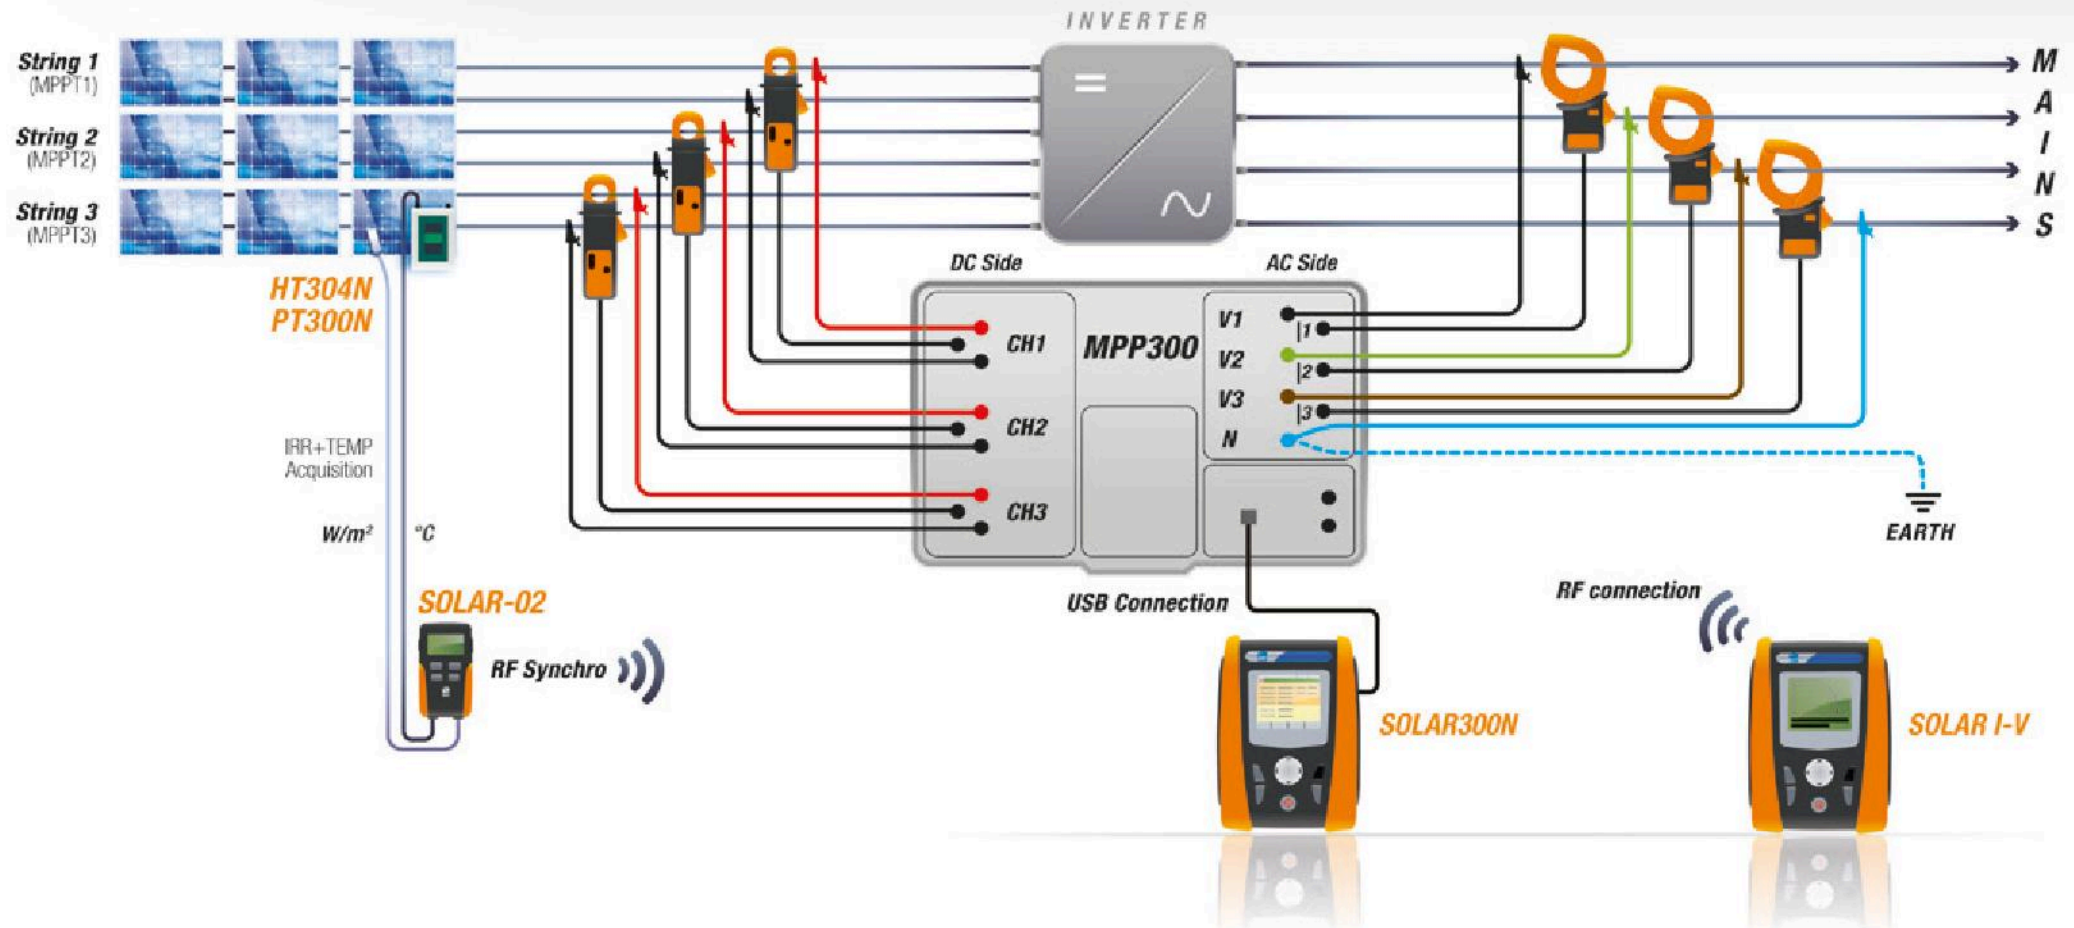 INVERTER
String 1
(MPPT1)
String 2
(MPPT2)
String 3
(MPPT3)
M
A
I
N
S
HT304N
PT300N
IRR+TEMP
Acquisition
W/m²
°C
SOLAR-02
RF Synchro
DC Side
AC Side
CH1
CH2
CH3
MPP300
V1
I1
V2
I2
V3
I3
N
EARTH
USB Connection
RF connection
SOLAR300N
SOLAR I-V